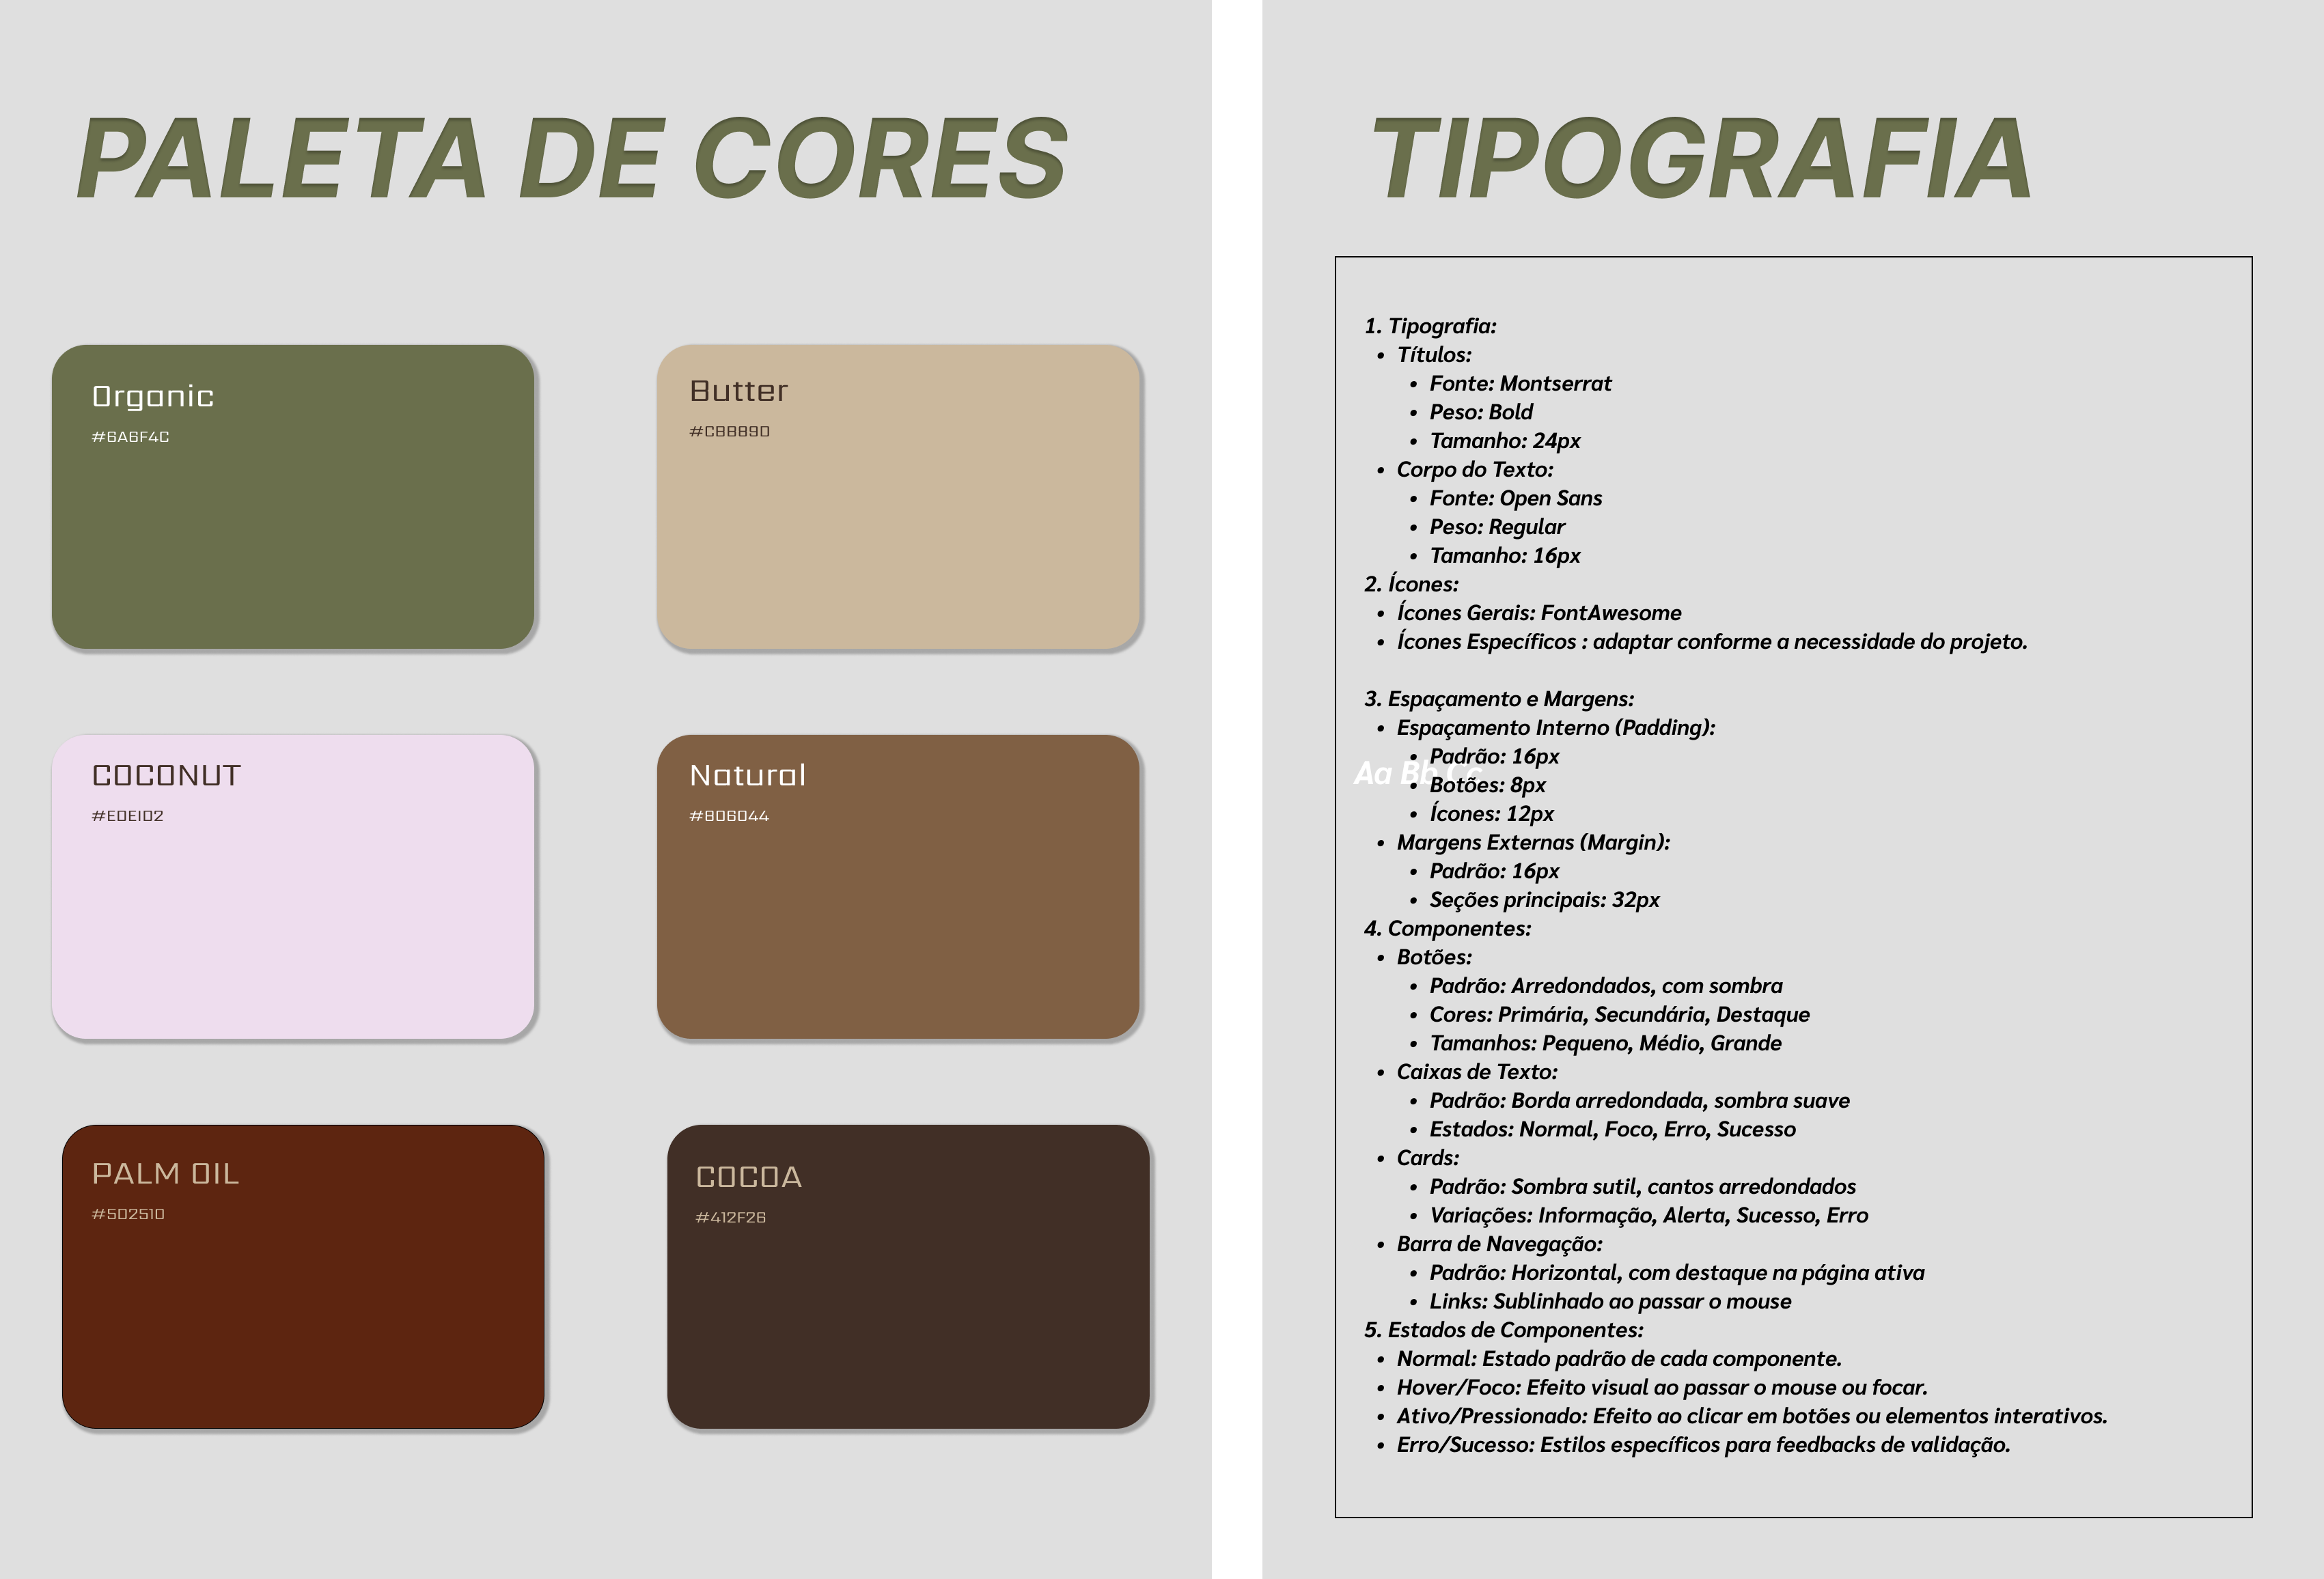 PALETA DE CORES
Organic
#6A6F4C
Butter
#CBB890
COCONUT
#E0E1D2
Natural
#806044
PALM OIL
#502510
COCOA
#412F26
TIPOGRAFIA
1. Tipografia:
• Títulos:
• Fonte: Montserrat
• Peso: Bold
• Tamanho: 24px
• Corpo do Texto:
• Fonte: Open Sans
• Peso: Regular
• Tamanho: 16px
2. Ícones:
• Ícones Gerais: FontAwesome
• Ícones Específicos : adaptar conforme a necessidade do projeto.
3. Espaçamento e Margens:
• Espaçamento Interno (Padding):
• Padrão: 16px
Aa Bb Cc
• Botões: 8px
• Ícones: 12px
• Margens Externas (Margin):
• Padrão: 16px
• Seções principais: 32px
4. Componentes:
• Botões:
• Padrão: Arredondados, com sombra
• Cores: Primária, Secundária, Destaque
• Tamanhos: Pequeno, Médio, Grande
• Caixas de Texto:
• Padrão: Borda arredondada, sombra suave
• Estados: Normal, Foco, Erro, Sucesso
• Cards:
• Padrão: Sombra sutil, cantos arredondados
• Variações: Informação, Alerta, Sucesso, Erro
• Barra de Navegação:
• Padrão: Horizontal, com destaque na página ativa
• Links: Sublinhado ao passar o mouse
5. Estados de Componentes:
• Normal: Estado padrão de cada componente.
• Hover/Foco: Efeito visual ao passar o mouse ou focar.
• Ativo/Pressionado: Efeito ao clicar em botões ou elementos interativos.
• Erro/Sucesso: Estilos específicos para feedbacks de validação.